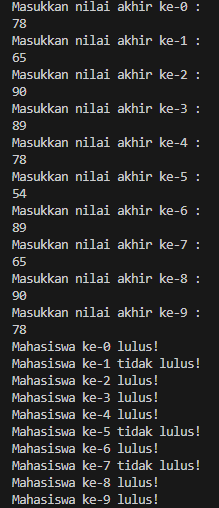 Masukkan nilai akhir ke-0 :
78
Masukkan nilai akhir ke-1 :
65
Masukkan nilai akhir ke-2 :
90
Masukkan nilai akhir ke-3 :
89
Masukkan nilai akhir ke-4 :
78
Masukkan nilai akhir ke-5 :
54
Masukkan nilai akhir ke-6 :
89
Masukkan nilai akhir ke-7 :
65
Masukkan nilai akhir ke-8 :
90
Masukkan nilai akhir ke-9 :
78
Mahasiswa ke-0 lulus!
Mahasiswa ke-1 tidak lulus!
Mahasiswa ke-2 lulus!
Mahasiswa ke-3 lulus!
Mahasiswa ke-4 lulus!
Mahasiswa ke-5 tidak lulus!
Mahasiswa ke-6 lulus!
Mahasiswa ke-7 tidak lulus!
Mahasiswa ke-8 lulus!
Mahasiswa ke-9 lulus!